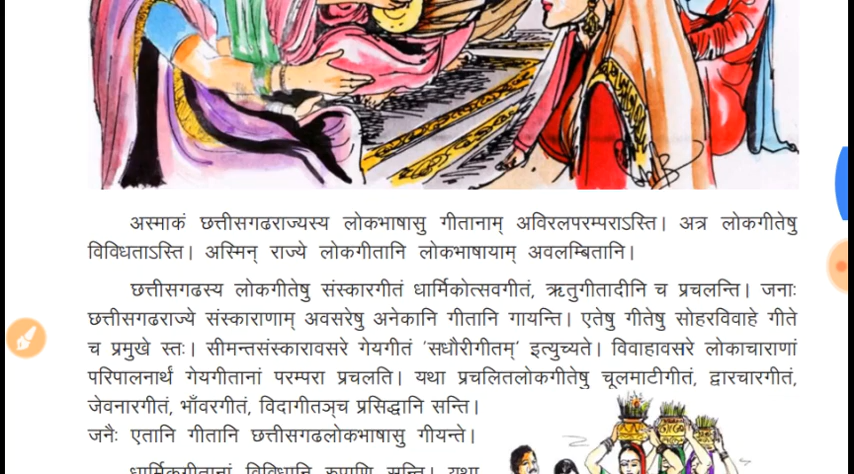 अस्माकं छत्तीसगढराज्यस्य लोकभाषासु गीतानाम् अविरलपरम्पराऽस्ति। अत्र लोकगीतेषु
विविधताऽस्ति। अस्मिन् राज्ये लोकगीतानि लोकभाषायाम् अवलम्बितानि।
छत्तीसगढस्य लोकगीतेषु संस्कारगीतं धार्मिकोत्सवगीतं, ऋतुगीतादीनि च प्रचलन्ति। जनाः
छत्तीसगढराज्ये संस्काराणाम् अवसरेषु अनेकानि गीतानि गायन्ति। एतेषु गीतेषु सोहरविवाहे गीते
च प्रमुखे स्तः। सीमन्तसंस्कारावसरे गेयगीतं ‘सधौरीगीतम्’ इत्युच्यते। विवाहावसरे लोकाचाराणां
परिपालनार्थं गेयगीतानां परम्परा प्रचलति। यथा प्रचलितलोकगीतेषु चूलमाटीगीतं, द्वारचारगीतं,
जेवनारगीतं, भाँवरगीतं, विदागीतञ्च प्रसिद्धानि सन्ति।
जनैः एतानि गीतानि छत्तीसगढलोकभाषासु गीयन्ते।
धार्मिकगीतानां विविधानि रुपाणि सन्ति। यथा